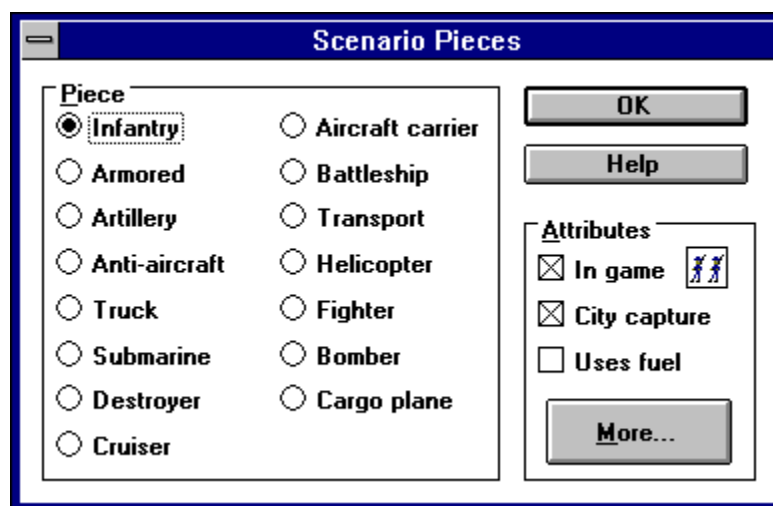 Scenario Pieces
Piece
Infantry
Armored
Artillery
Anti-aircraft
Truck
Submarine
Destroyer
Cruiser
Aircraft carrier
Battleship
Transport
Helicopter
Fighter
Bomber
Cargo plane
OK
Help
Attributes
In game
City capture
Uses fuel
More...